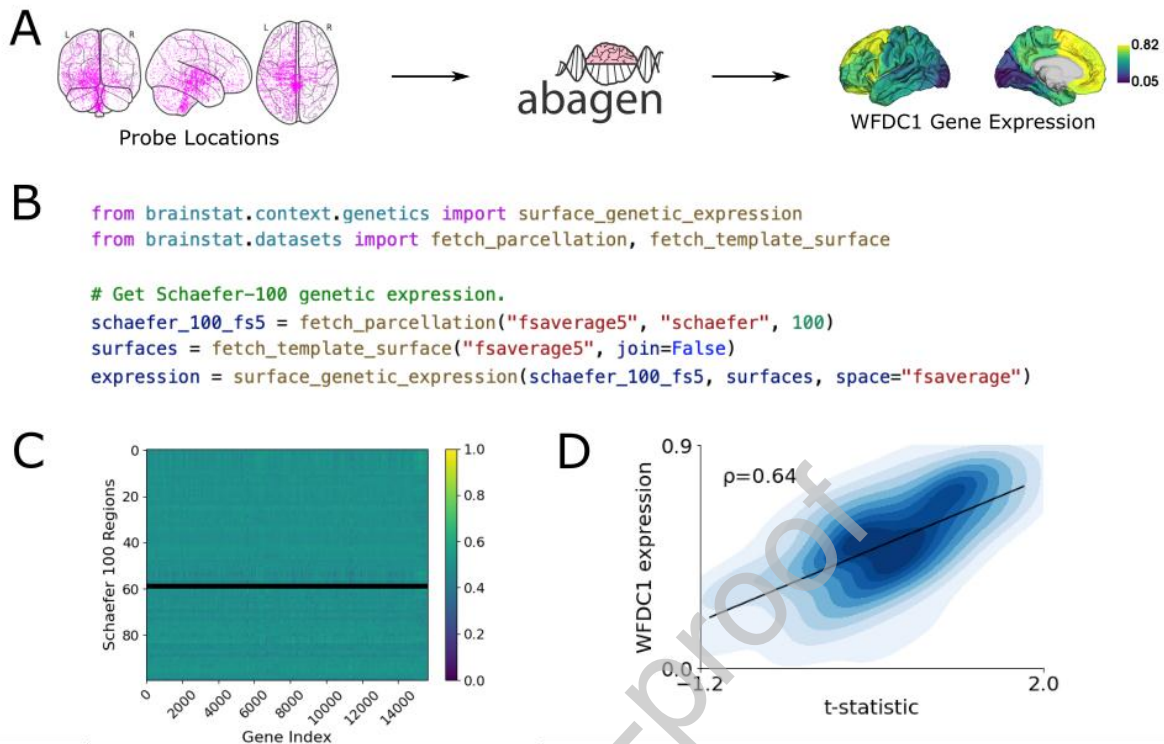 A
L R
L R
Probe Locations
abagen
0.82
0.05
WFDC1 Gene Expression
B
from brainstat.context.genetics import surface_genetic_expression
from brainstat.datasets import fetch_parcellation, fetch_template_surface
# Get Schaefer-100 genetic expression.
schaefer_100_fs5 = fetch_parcellation("fsaverage5", "schaefer", 100)
surfaces = fetch_template_surface("fsaverage5", join=False)
expression = surface_genetic_expression(schaefer_100_fs5, surfaces, space="fsaverage")
C
Schaefer 100 Regions
0
20
40
60
80
0 2000 4000 6000 8000 10000 12000 14000
Gene Index
1.0
0.8
0.6
0.4
0.2
0.0
D
0.9
ρ=0.64
WFDC1 expression
0.0
−1.2 2.0
t-statistic
-proof